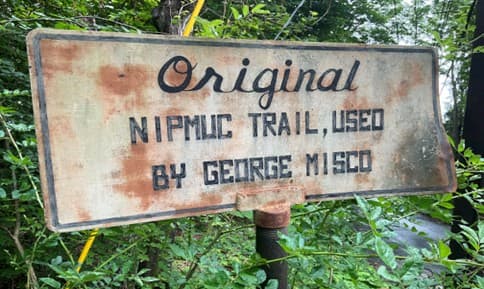 Original
NIPMUC TRAIL, USED
BY GEORGE MISCO